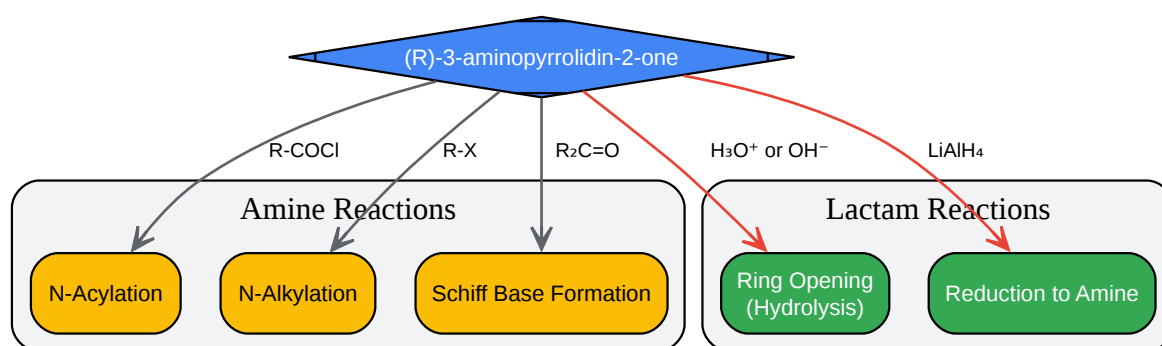 (R)-3-aminopyrrolidin-2-one
R-COCl
R-X
R₂C=O
H₃O⁺ or OH⁻
LiAlH₄
Amine Reactions
Lactam Reactions
N-Acylation
N-Alkylation
Schiff Base Formation
Ring Opening
(Hydrolysis)
Reduction to Amine